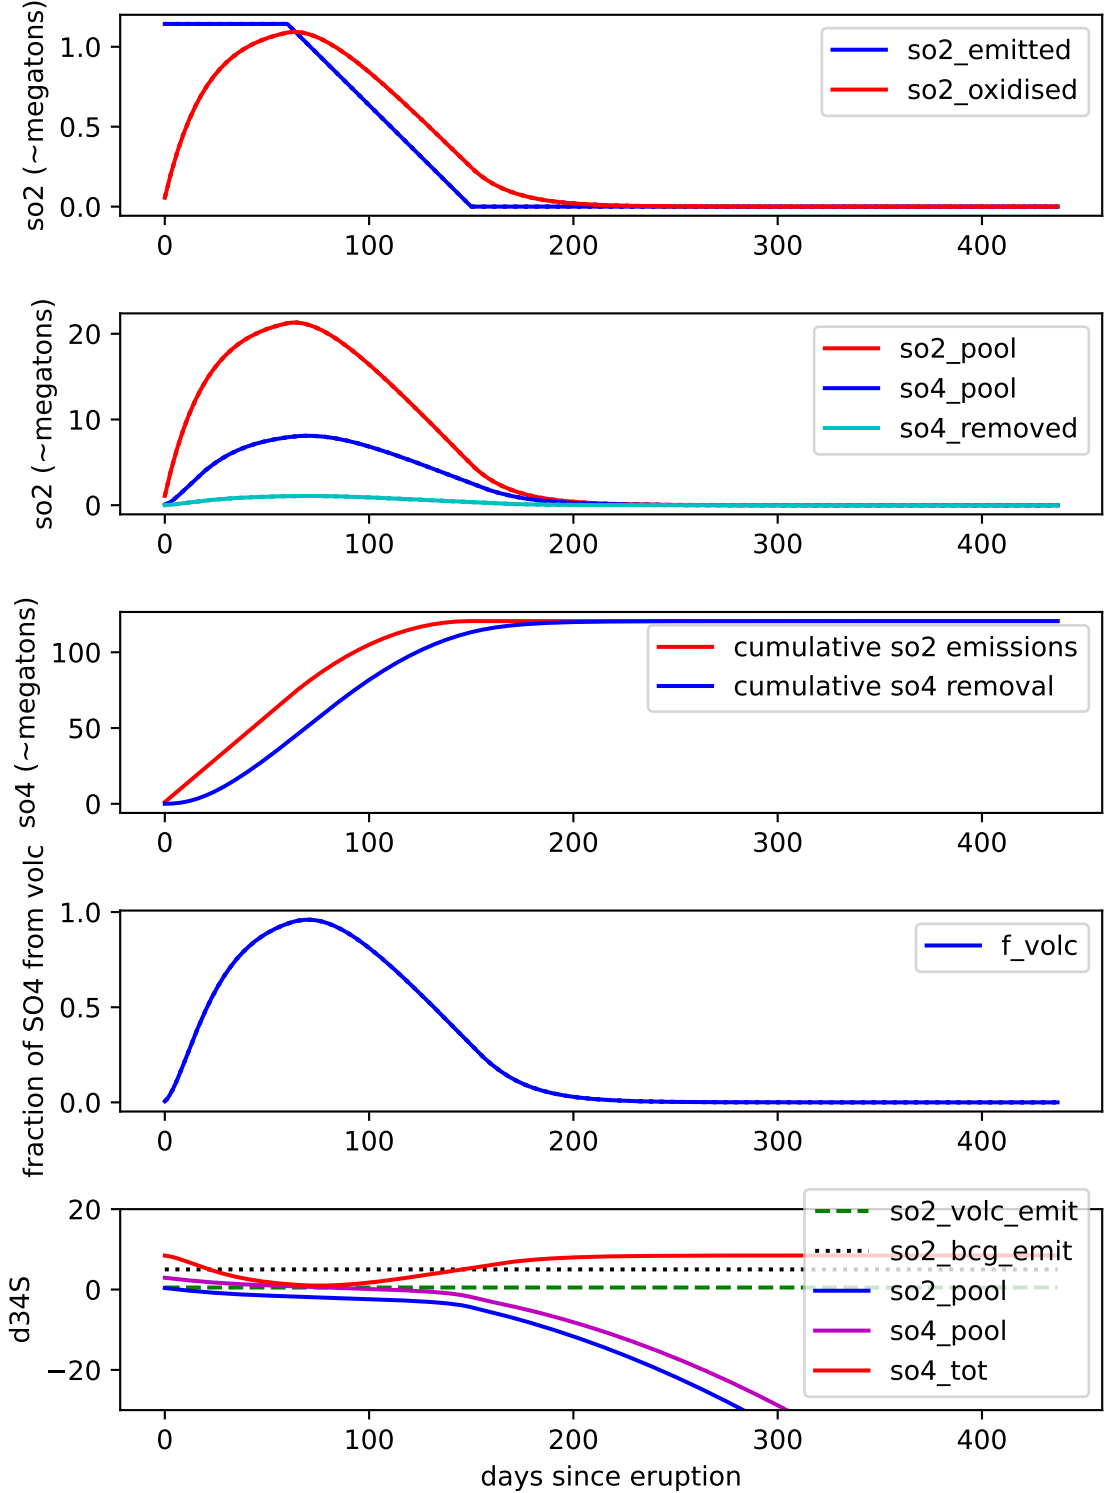 so2 (~megatons)
1.0
0.5
0.0
so2_emitted
so2_oxidised
0 100 200 300 400
so2 (~megatons)
20
10
0
so2_pool
so4_pool
so4_removed
0 100 200 300 400
so4 (~megatons)
100
50
0
cumulative so2 emissions
cumulative so4 removal
0 100 200 300 400
fraction of SO4 from volc
1.0
0.5
0.0
f_volc
0 100 200 300 400
d34S
20
0
−20
so2_volc_emit
so2_bcg_emit
so2_pool
so4_pool
so4_tot
0 100 200 300 400
days since eruption